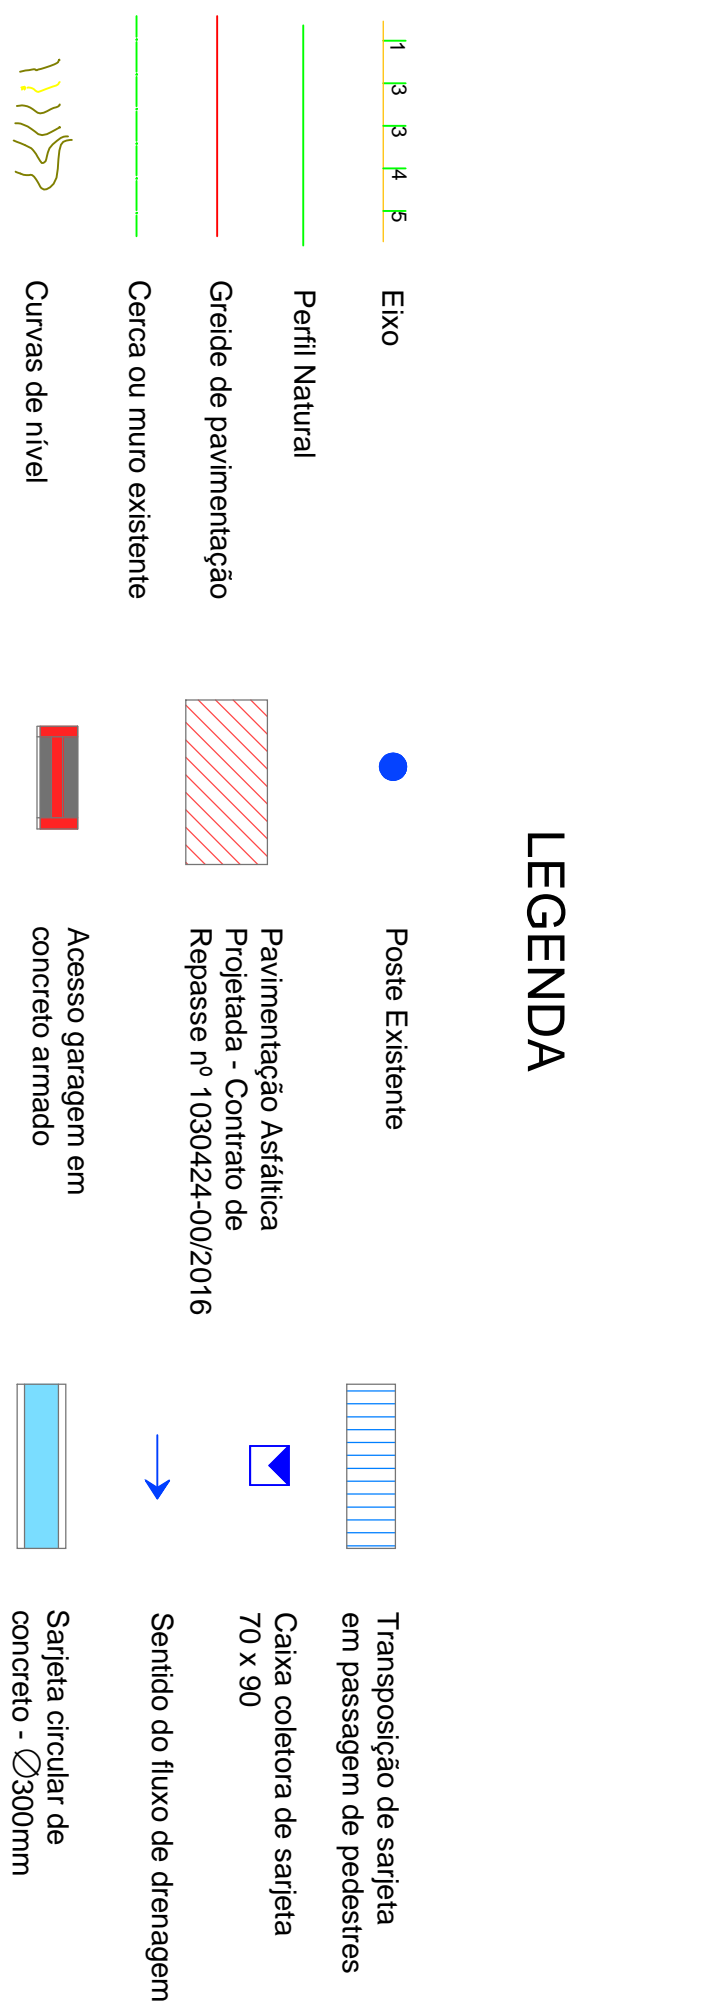 LEGENDA
1 3 3 4 5
Eixo
Perfil Natural
Greide de pavimentação
Cerca ou muro existente
Curvas de nível
Poste Existente
Pavimentação Asfáltica
Projetada - Contrato de
Repasse nº 1030424-00/2016
Acesso garagem em
concreto armado
Transposição de sarjeta
em passagem de pedestres
Caixa coletora de sarjeta
70 x 90
Sentido do fluxo de drenagem
Sarjeta circular de
concreto - ∅300mm